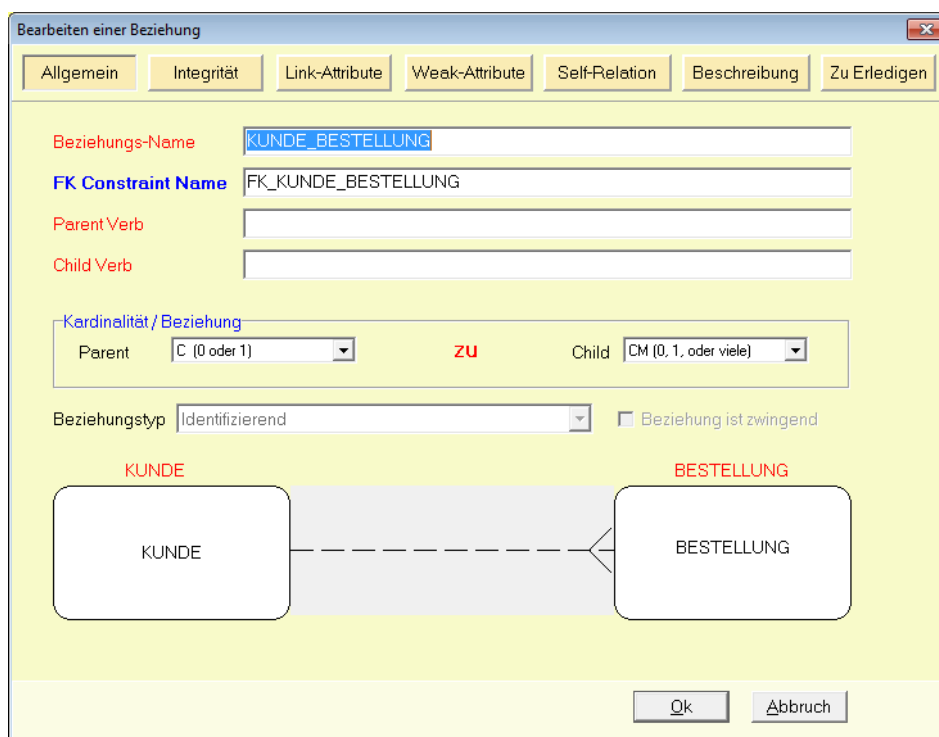 Bearbeiten einer Beziehung
Allgemein Integrität Link-Attribute Weak-Attribute Self-Relation Beschreibung Zu Erledigen
Beziehungs-Name KUNDE_BESTELLUNG
FK Constraint Name FK_KUNDE_BESTELLUNG
Parent Verb
Child Verb
Kardinalität / Beziehung
Parent C (0 oder 1) zu Child CM (0, 1, oder viele)
Beziehungstyp Identifizierend Beziehung ist zwingend
KUNDE BESTELLUNG
KUNDE BESTELLUNG
Ok Abbruch